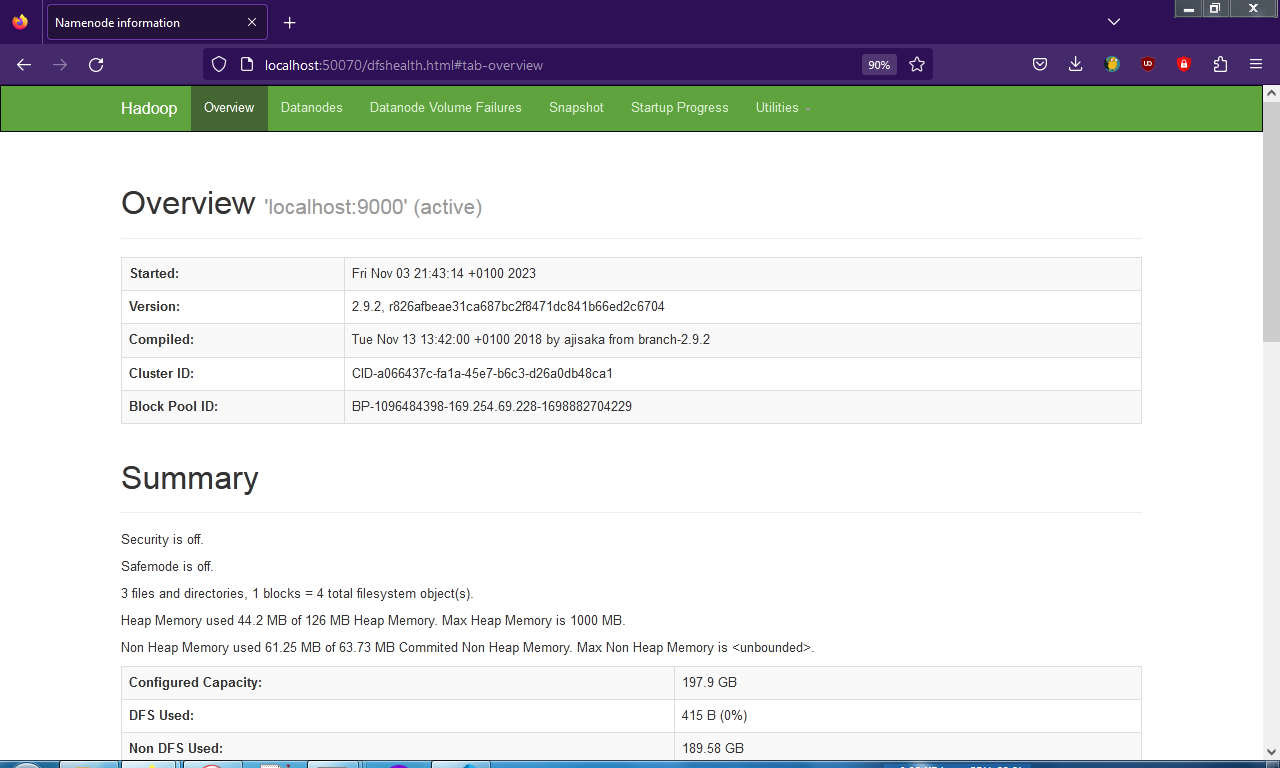 Namenode information
localhost:50070/dfshealth.html#tab-overview 90%
Hadoop Overview Datanodes Datanode Volume Failures Snapshot Startup Progress Utilities
Overview 'localhost:9000' (active)
Started: Fri Nov 03 21:43:14 +0100 2023
Version: 2.9.2, r826afbeae31ca687bc2f8471dc841b66ed2c6704
Compiled: Tue Nov 13 13:42:00 +0100 2018 by ajisaka from branch-2.9.2
Cluster ID: CID-a066437c-fa1a-45e7-b6c3-d26a0db48ca1
Block Pool ID: BP-1096484398-169.254.69.228-1698882704229
Summary
Security is off.
Safemode is off.
3 files and directories, 1 blocks = 4 total filesystem object(s).
Heap Memory used 44.2 MB of 126 MB Heap Memory. Max Heap Memory is 1000 MB.
Non Heap Memory used 61.25 MB of 63.73 MB Commited Non Heap Memory. Max Non Heap Memory is <unbounded>.
Configured Capacity: 197.9 GB
DFS Used: 415 B (0%)
Non DFS Used: 189.58 GB